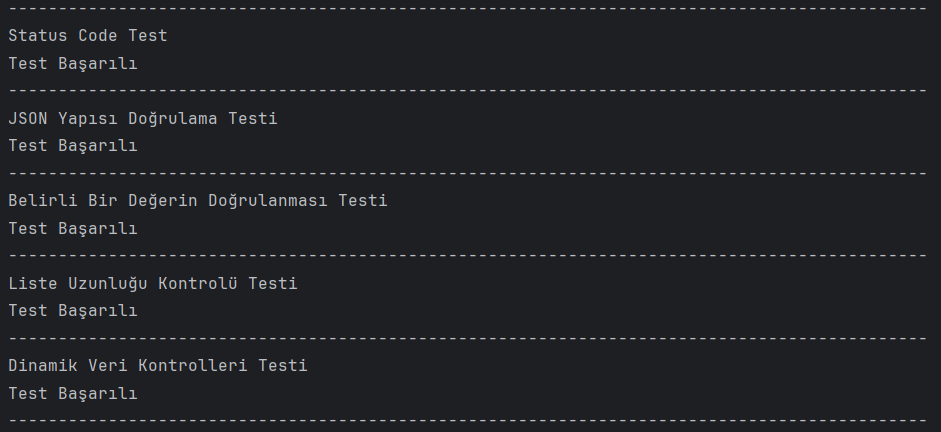 --------------------------------------------------------------------------------------------
Status Code Test
Test Başarılı
--------------------------------------------------------------------------------------------
JSON Yapısı Doğrulama Testi
Test Başarılı
--------------------------------------------------------------------------------------------
Belirli Bir Değerin Doğrulanması Testi
Test Başarılı
--------------------------------------------------------------------------------------------
Liste Uzunluğu Kontrolü Testi
Test Başarılı
--------------------------------------------------------------------------------------------
Dinamik Veri Kontrolleri Testi
Test Başarılı
--------------------------------------------------------------------------------------------